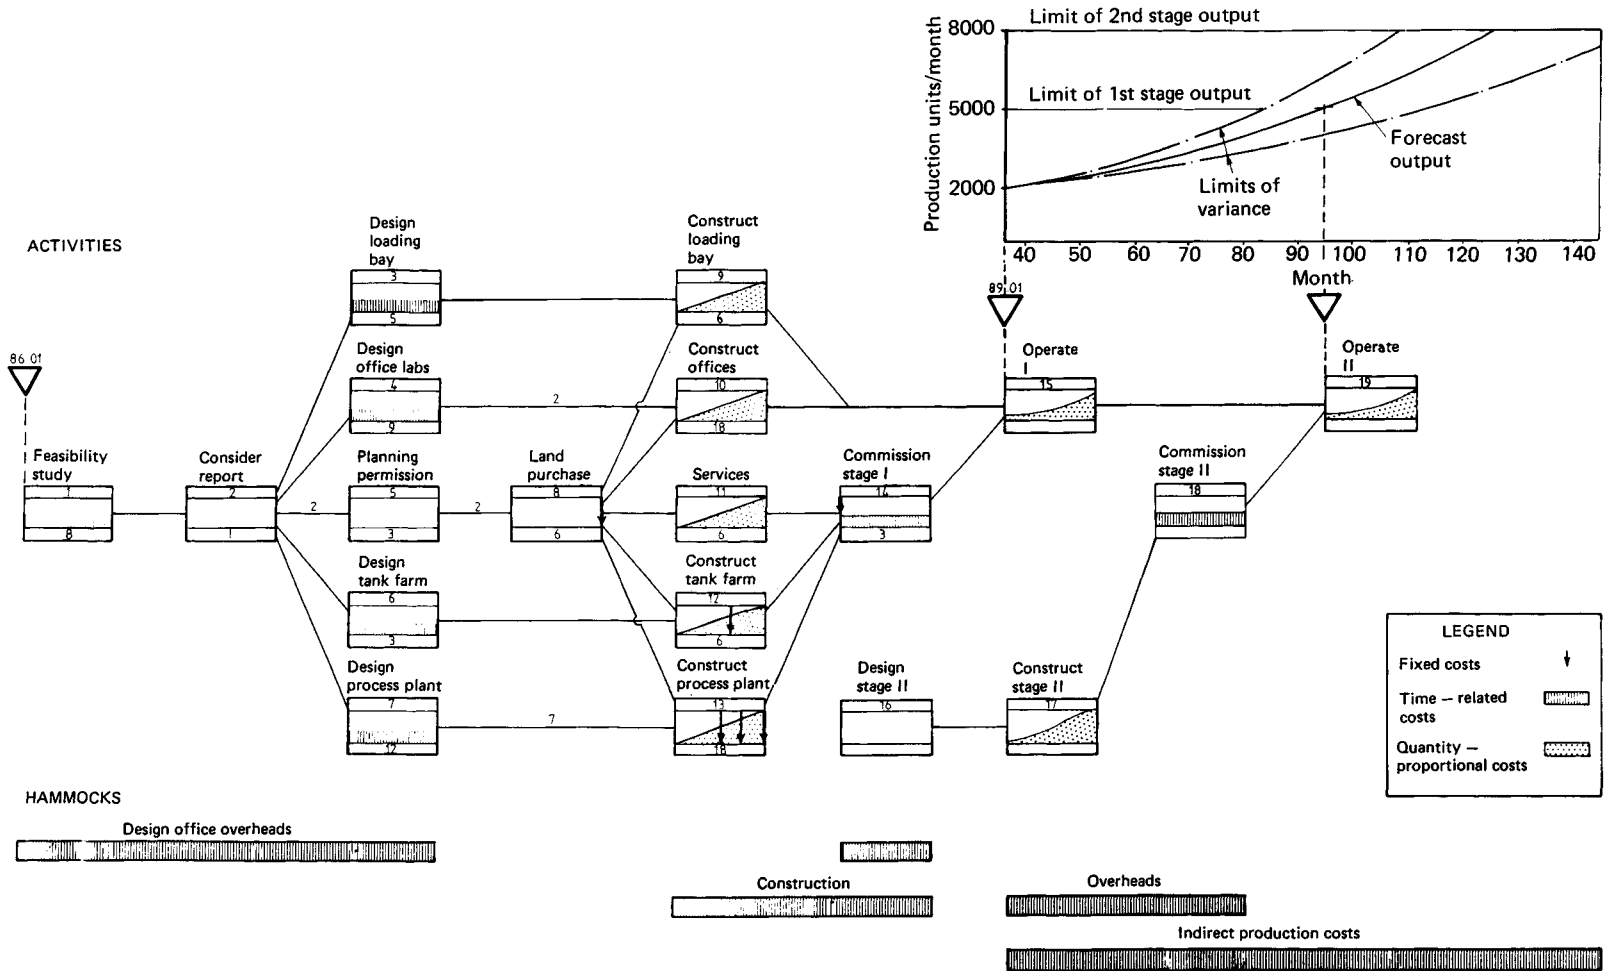 8000
Limit of 2nd stage output
Production units/month
5000
Limit of 1st stage output
Forecast
output
2000
Limits of
variance
40 50 60 70 80 90 100 110 120 130 140
Month
ACTIVITIES
Design
loading
bay
3
5
Construct
loading
bay
9
6
89 01
86 01
Design
office labs
4
9
2
Construct
offices
10
18
Operate
I
15
Operate
II
19
Feasibility
study
1
8
Consider
report
2
1
2
Planning
permission
5
3
2
Land
purchase
8
6
Services
11
6
Commission
stage I
14
3
Commission
stage II
18
Design
tank farm
6
3
Construct
tank farm
12
6
Design
process plant
7
12
7
Construct
process plant
13
18
Design
stage II
16
Construct
stage II
17
LEGEND
Fixed costs
Time – related
costs
Quantity –
proportional costs
HAMMOCKS
Design office overheads
Construction
Overheads
Indirect production costs